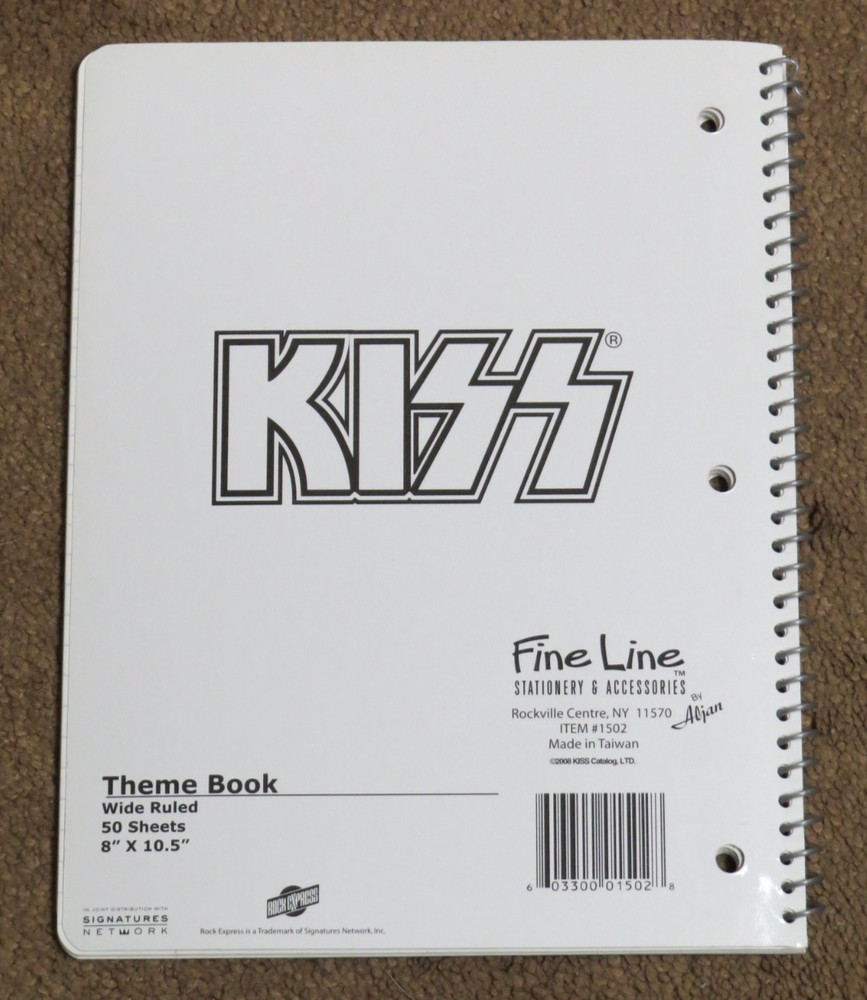 KISS®
Fine Line™
STATIONERY & ACCESSORIES
BY Aljan
Rockville Centre, NY 11570
ITEM #1502
Made in Taiwan
©2008 KISS Catalog, LTD.
Theme Book
Wide Ruled
50 Sheets
8” X 10.5”
6 03300 01502 8
IN JOINT DISTRIBUTION WITH
SIGNATURES
NETWORK
ROCK EXPRESS
Rock Express is a Trademark of Signatures Network, Inc.